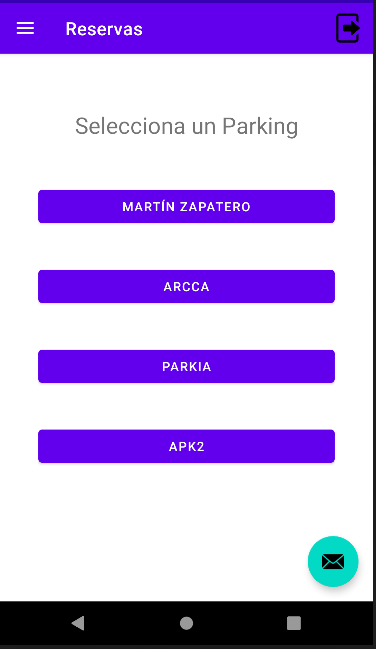 Reservas
Selecciona un Parking
MARTÍN ZAPATERO
ARCCA
PARKIA
APK2